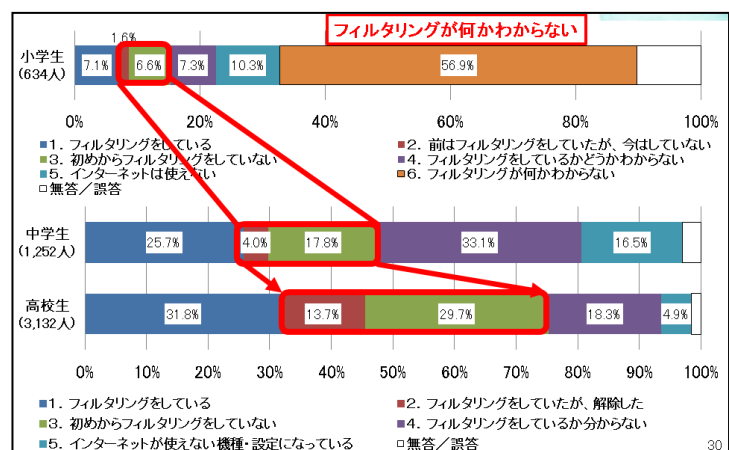 フィルタリングが何かわからない
1.6%
小学生
(634人)
7.1% 6.6% 7.3% 10.3% 56.9%
0% 20% 40% 60% 80% 100%
■1. フィルタリングをしている ■2. 前はフィルタリングをしていたが、今はしていない
■3. 初めからフィルタリングをしていない ■4. フィルタリングをしているかどうかわからない
■5. インターネットは使えない ■6. フィルタリングが何かわからない
□無答/誤答
中学生
(1,252人)
25.7% 4.0% 17.8% 33.1% 16.5%
高校生
(3,132人)
31.8% 13.7% 29.7% 18.3% 4.9%
0% 10% 20% 30% 40% 50% 60% 70% 80% 90% 100%
■1. フィルタリングをしている ■2. フィルタリングをしていたが、解除した
■3. 初めからフィルタリングしていない ■4. フィルタリングをしているか分からない
■5. インターネットが使えない機種・設定になっている □無答/誤答
30